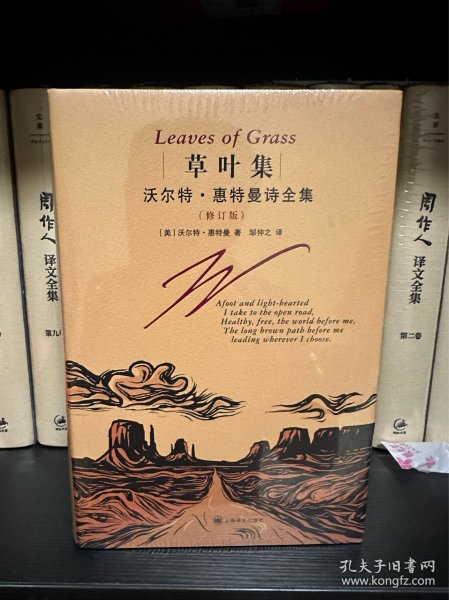 Leaves of Grass
草叶集
沃尔特·惠特曼诗全集
(修订版)
[美]沃尔特·惠特曼 著 邹仲之 译
W
Afoot and light-hearted
I take to the open road,
Healthy, free, the world before me,
The long brown path before me
leading wherever I choose.
上海译文出版社
周作人
译文全集
第九卷
周作人
译文全集
第二卷
孔夫子旧书网
www.kongfz.com